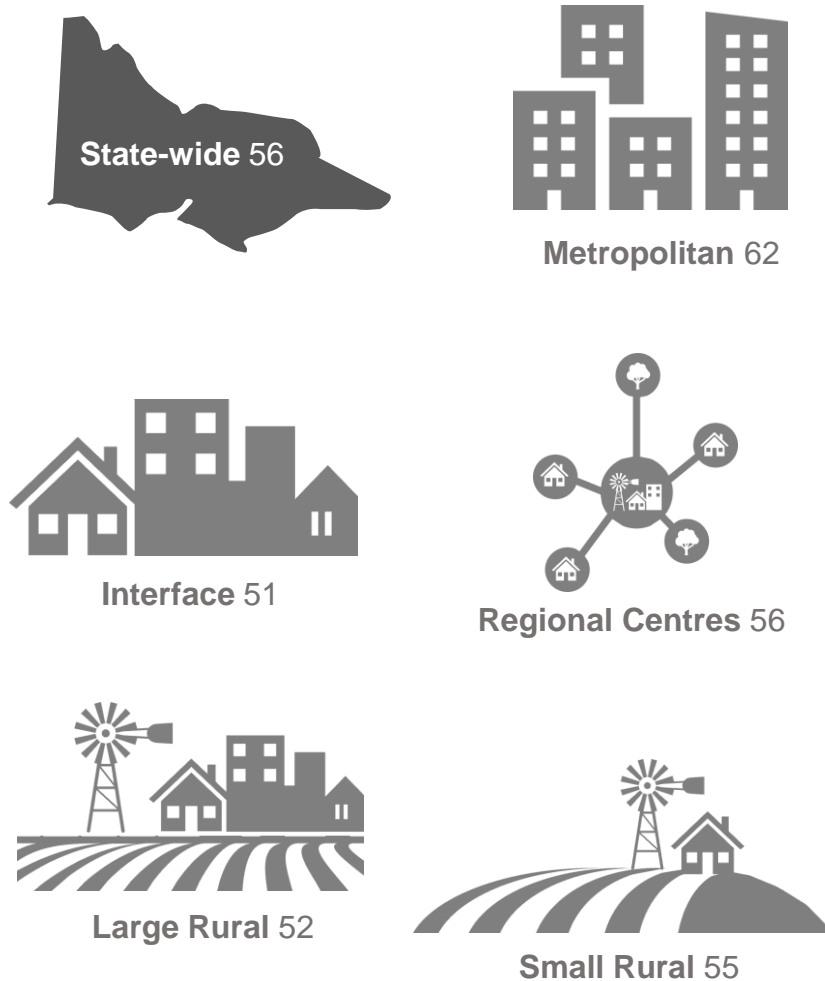 State-wide 56
Metropolitan 62
Interface 51
Regional Centres 56
Large Rural 52
Small Rural 55